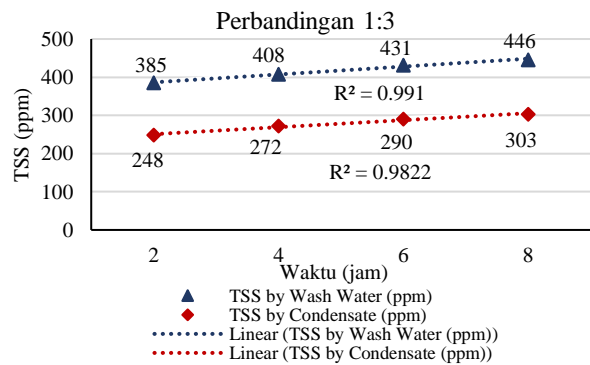 Perbandingan 1:3
500
400
300
200
100
0
TSS (ppm)
385
408
431
446
R² = 0.991
248
272
290
303
R² = 0.9822
2
4
6
8
Waktu (jam)
TSS by Wash Water (ppm)
TSS by Condensate (ppm)
Linear (TSS by Wash Water (ppm))
Linear (TSS by Condensate (ppm))